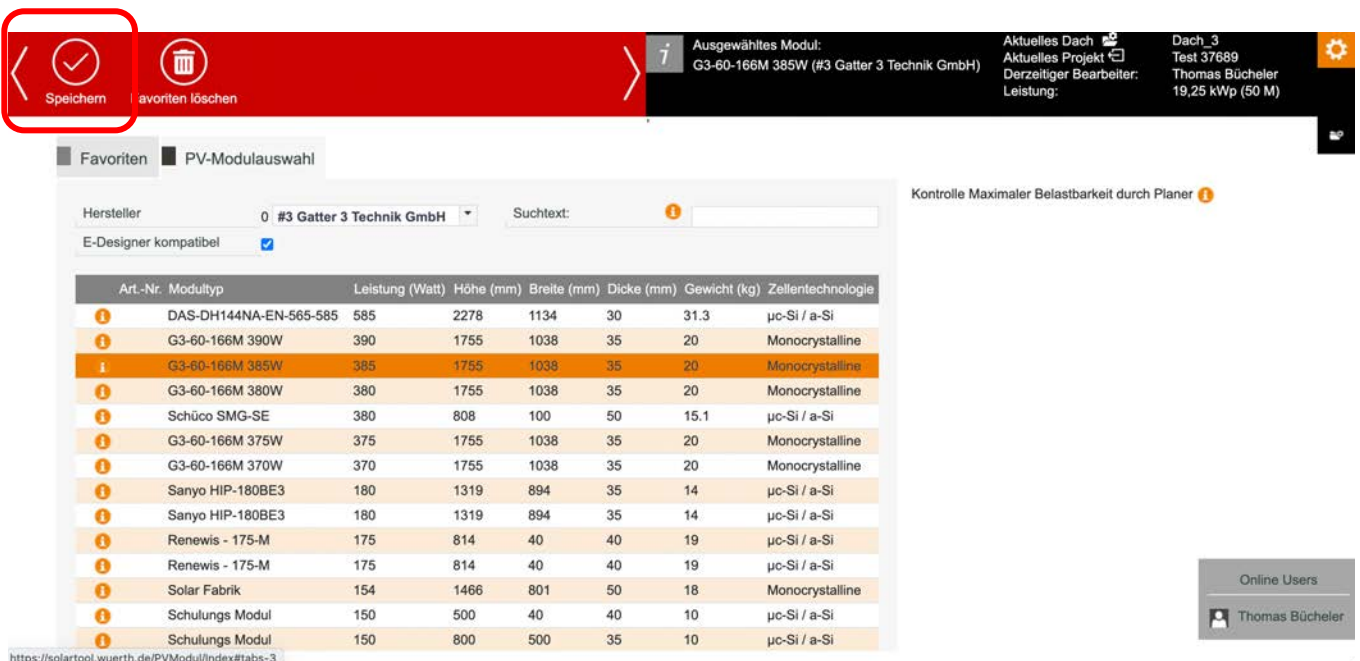 Speichern
Favoriten löschen
i
Ausgewähltes Modul:
G3-60-166M 385W (#3 Gatter 3 Technik GmbH)
Aktuelles Dach Dach_3
Aktuelles Projekt Test 37689
Derzeitiger Bearbeiter: Thomas Bücheler
Leistung: 19,25 kWp (50 M)
Favoriten
PV-Modulauswahl
Kontrolle Maximaler Belastbarkeit durch Planer
Hersteller 0 #3 Gatter 3 Technik GmbH Suchtext:
E-Designer kompatibel
Art.-Nr. Modultyp Leistung (Watt) Höhe (mm) Breite (mm) Dicke (mm) Gewicht (kg) Zellentechnologie
DAS-DH144NA-EN-565-585 585 2278 1134 30 31.3 µc-Si / a-Si
G3-60-166M 390W 390 1755 1038 35 20 Monocrystalline
G3-60-166M 385W 385 1755 1038 35 20 Monocrystalline
G3-60-166M 380W 380 1755 1038 35 20 Monocrystalline
Schüco SMG-SE 380 808 100 50 15.1 µc-Si / a-Si
G3-60-166M 375W 375 1755 1038 35 20 Monocrystalline
G3-60-166M 370W 370 1755 1038 35 20 Monocrystalline
Sanyo HIP-180BE3 180 1319 894 35 14 µc-Si / a-Si
Sanyo HIP-180BE3 180 1319 894 35 14 µc-Si / a-Si
Renewis - 175-M 175 814 40 40 19 µc-Si / a-Si
Renewis - 175-M 175 814 40 40 19 µc-Si / a-Si
Solar Fabrik 154 1466 801 50 18 Monocrystalline
Schulungs Modul 150 500 40 40 10 µc-Si / a-Si
Schulungs Modul 150 800 500 35 10 µc-Si / a-Si
Online Users
Thomas Bücheler
https://solartool.wuerth.de/PVModul/Index#tabs-3